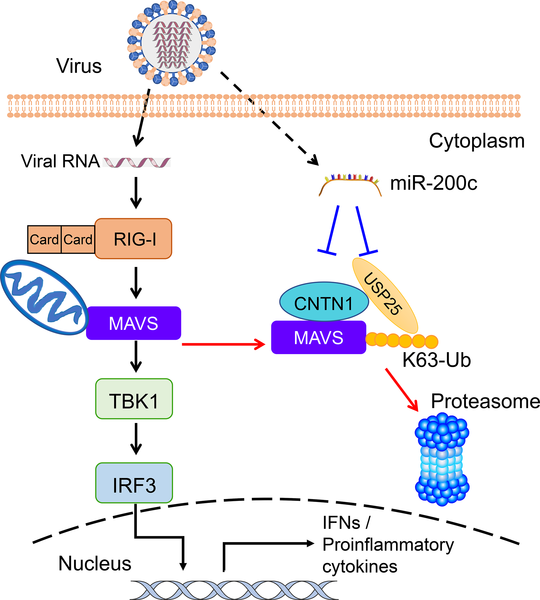 Virus
Cytoplasm
Viral RNA
miR-200c
Card Card RIG-I
CNTN1
USP25
MAVS
MAVS
K63-Ub
TBK1
Proteasome
IRF3
IFNs /
Proinflammatory
cytokines
Nucleus